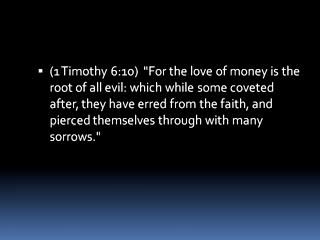 ▪ (1 Timothy 6:10) "For the love of money is the
root of all evil: which while some coveted
after, they have erred from the faith, and
pierced themselves through with many
sorrows."